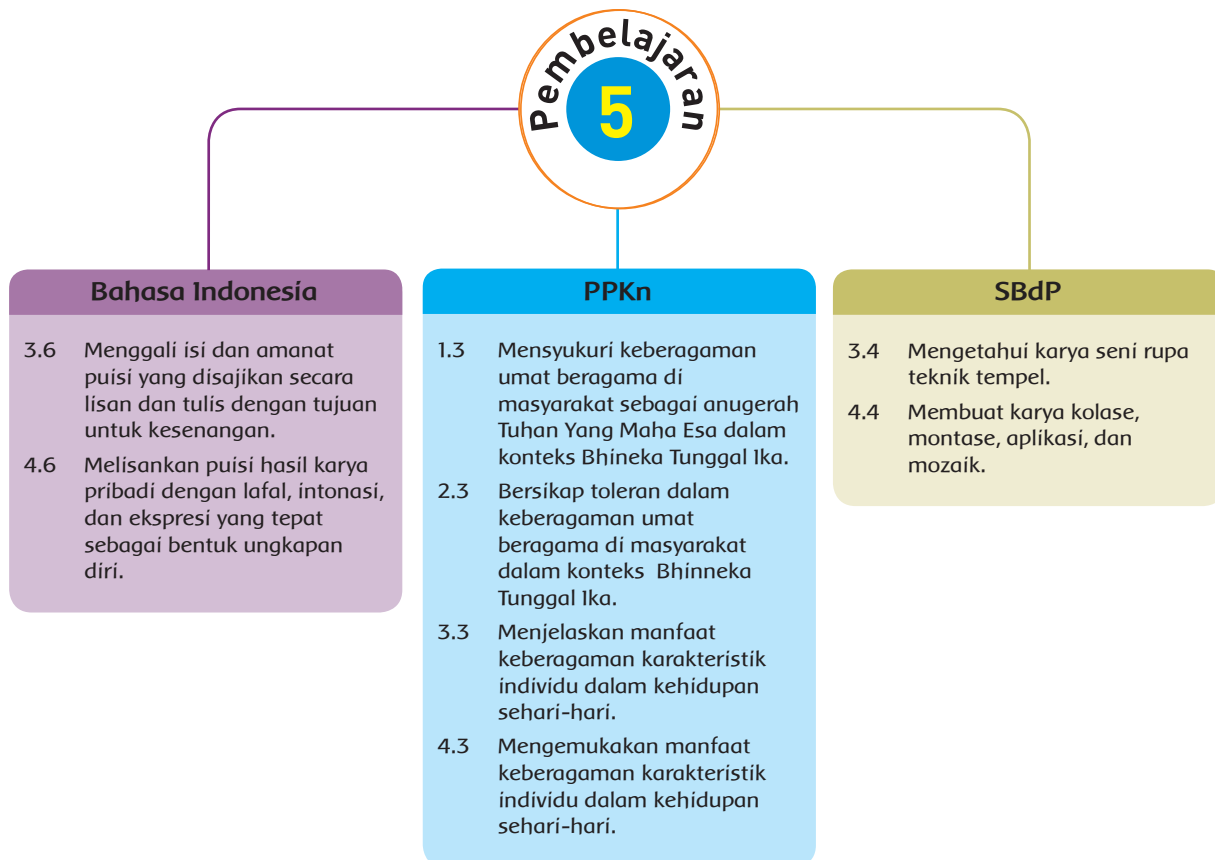 Pembelajaran
5
Bahasa Indonesia
3.6 Menggali isi dan amanat
puisi yang disajikan secara
lisan dan tulis dengan tujuan
untuk kesenangan.
4.6 Melisankan puisi hasil karya
pribadi dengan lafal, intonasi,
dan ekspresi yang tepat
sebagai bentuk ungkapan
diri.
PPKn
1.3 Mensyukuri keberagaman
umat beragama di
masyarakat sebagai anugerah
Tuhan Yang Maha Esa dalam
konteks Bhineka Tunggal Ika.
2.3 Bersikap toleran dalam
keberagaman umat
beragama di masyarakat
dalam konteks Bhinneka
Tunggal Ika.
3.3 Menjelaskan manfaat
keberagaman karakteristik
individu dalam kehidupan
sehari-hari.
4.3 Mengemukakan manfaat
keberagaman karakteristik
individu dalam kehidupan
sehari-hari.
SBdP
3.4 Mengetahui karya seni rupa
teknik tempel.
4.4 Membuat karya kolase,
montase, aplikasi, dan
mozaik.